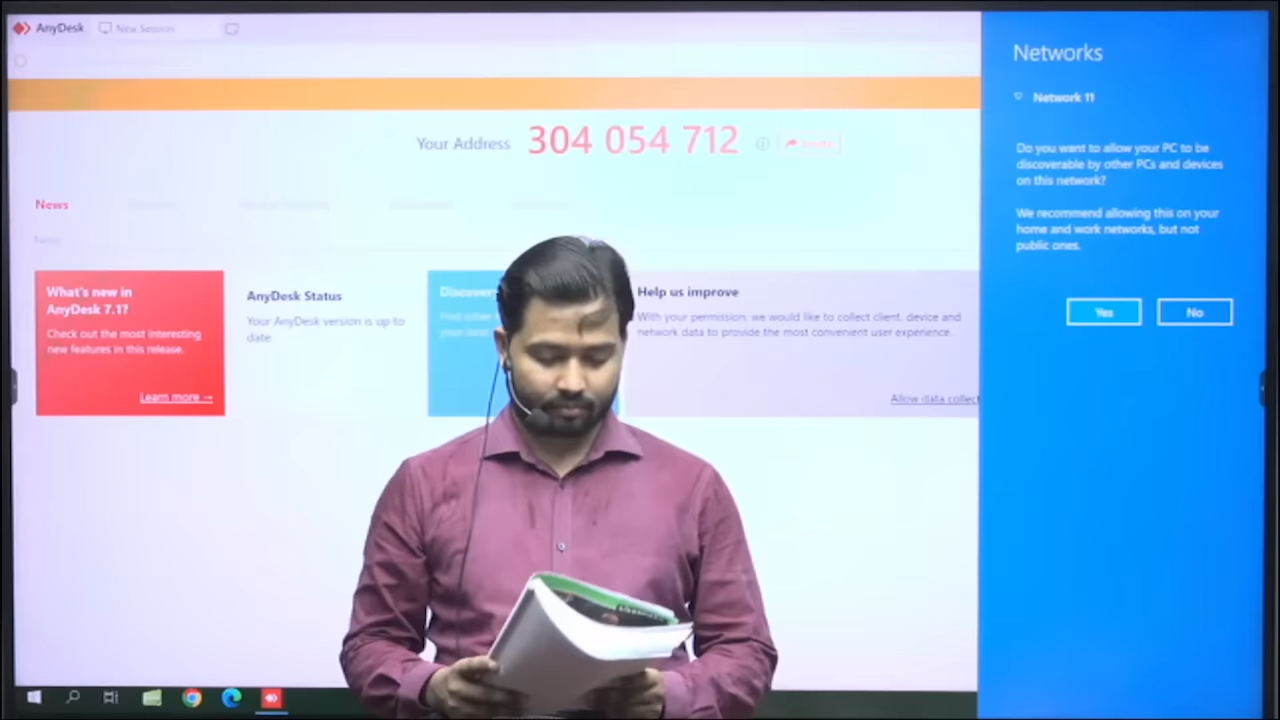 AnyDesk
New Session
Your Address 304 054 712
News
News
What's new in
AnyDesk 7.1?
Check out the most interesting
new features in this release.
Learn more →
AnyDesk Status
Your AnyDesk version is up to
date.
Help us improve
With your permission, we would like to collect client, device and
network data to provide the most convenient user experience.
Allow data collect
Networks
Network 11
Do you want to allow your PC to be
discoverable by other PCs and devices
on this network?
We recommend allowing this on your
home and work networks, but not
public ones.
Yes
No